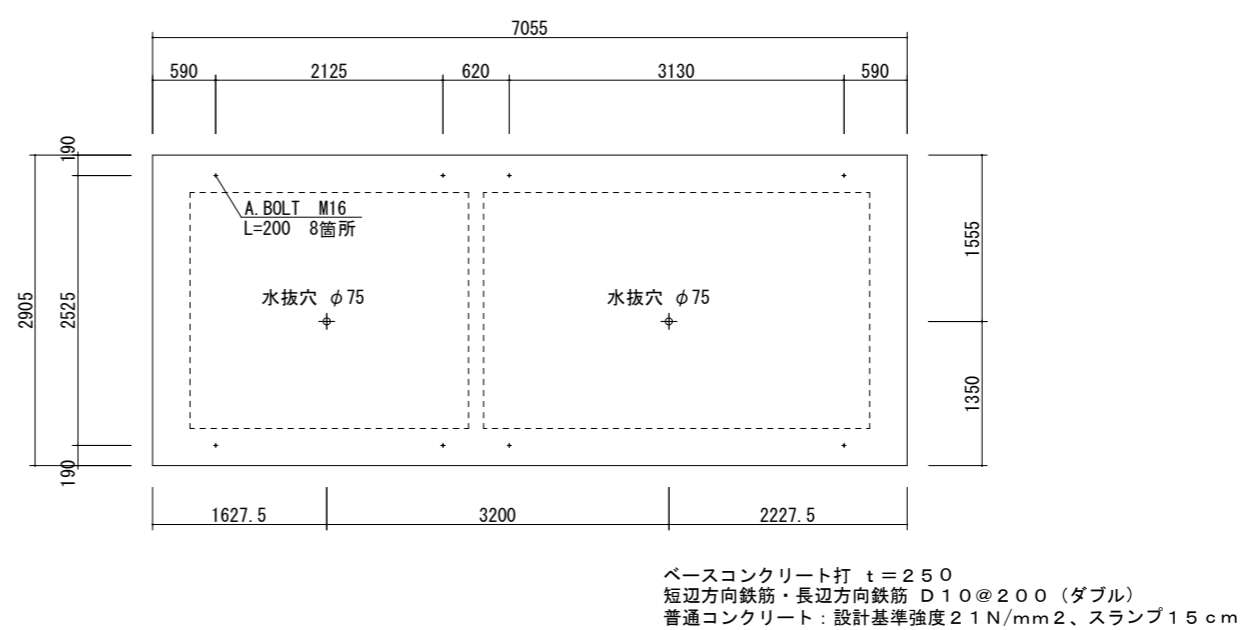 7055
590
2125
620
3130
590
190
2905
2525
190
A.BOLT M16
L=200 8箇所
水抜穴 φ75
水抜穴 φ75
1555
1350
1627.5
3200
2227.5
ベースコンクリート打 t=250
短辺方向鉄筋・長辺方向鉄筋 D10@200(ダブル)
普通コンクリート:設計基準強度21N/mm2、スランプ15cm